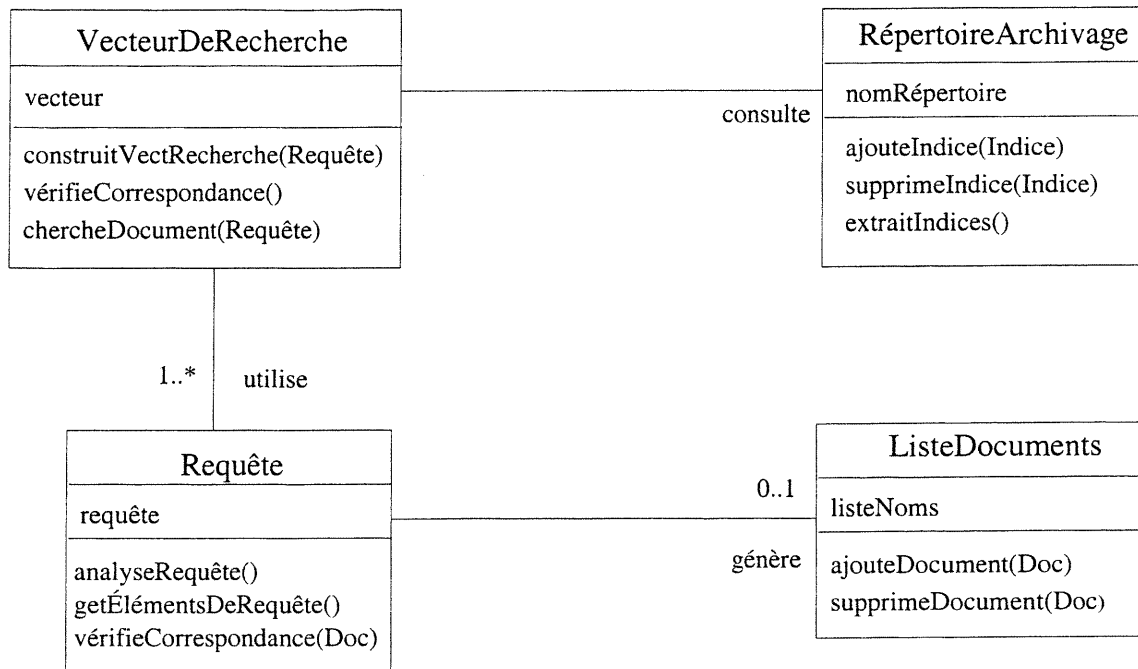 VecteurDeRecherche
vecteur
construitVectRecherche(Requête)
vérifieCorrespondance()
chercheDocument(Requête)
consulte
RépertoireArchivage
nomRépertoire
ajouteIndice(Indice)
supprimeIndice(Indice)
extraitIndices()
1..*
utilise
Requête
requête
analyseRequête()
getÉlémentsDeRequête()
vérifieCorrespondance(Doc)
0..1
génère
ListeDocuments
listeNoms
ajouteDocument(Doc)
supprimeDocument(Doc)